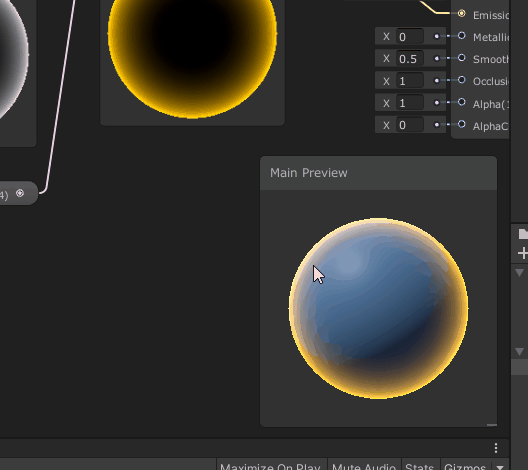 Emissio
X 0 Metallic
X 0.5 Smooth
X 1 Occlusi
X 1 Alpha(1
X 0 AlphaC
Main Preview
4)
Maximize On Play Mute Audio Stats Gizmos